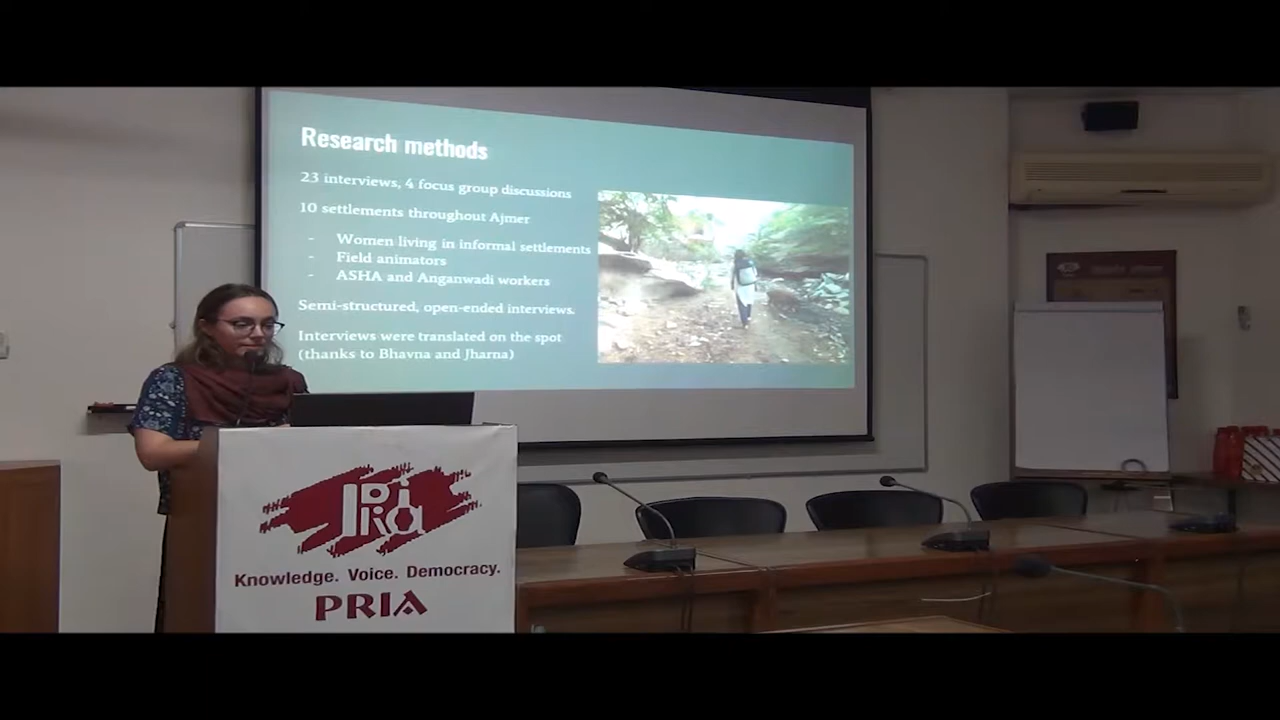 Research methods
23 interviews, 4 focus group discussions
10 settlements throughout Ajmer
- Women living in informal settlements
- Field animators
- ASHA and Anganwadi workers
Semi-structured, open-ended interviews.
Interviews were translated on the spot
(thanks to Bhavna and Jharna)
PRIA
Knowledge. Voice. Democracy.
PRIA